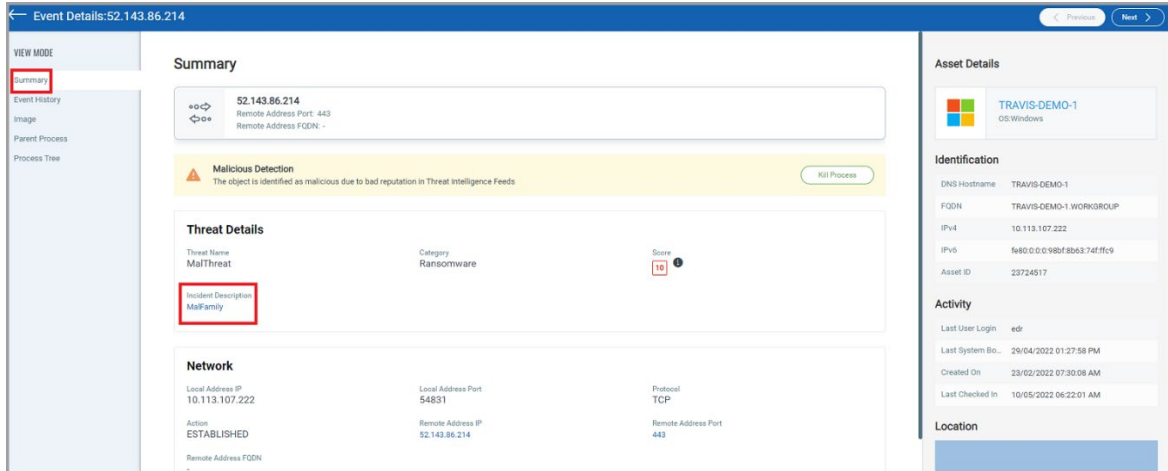 Event Details:52.143.86.214
Previous
Next
VIEW MODE
Summary
Event History
Image
Parent Process
Process Tree
Summary
52.143.86.214
Remote Address Port: 443
Remote Address FQDN: -
Malicious Detection
The object is identified as malicious due to bad reputation in Threat Intelligence Feeds
Kill Process
Threat Details
Threat Name
MalThreat
Category
Ransomware
Score
10
Incident Description
MalFamily
Network
Local Address IP
10.113.107.222
Local Address Port
54831
Protocol
TCP
Action
ESTABLISHED
Remote Address IP
52.143.86.214
Remote Address Port
443
Remote Address FQDN
-
Asset Details
TRAVIS-DEMO-1
OS:Windows
Identification
DNS Hostname TRAVIS-DEMO-1
FQDN TRAVIS-DEMO-1.WORKGROUP
IPv4 10.113.107.222
IPv6 fe80:0:0:0:98bf:8b63:74f:ffc9
Asset ID 23724517
Activity
Last User Login edr
Last System Bo... 29/04/2022 01:27:58 PM
Created On 23/02/2022 07:30:08 AM
Last Checked In 10/05/2022 06:22:01 AM
Location